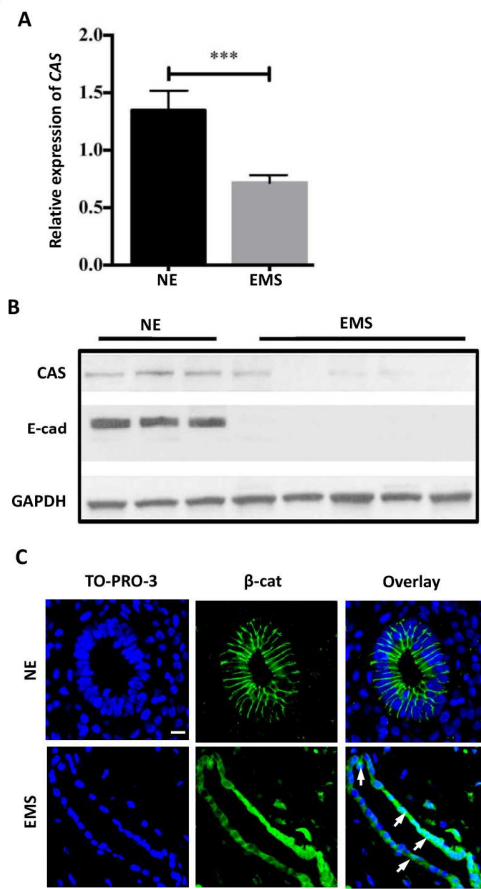 A
Relative expression of CAS
2.0
***
1.5
1.0
0.5
0.0
NE EMS
B
NE EMS
CAS
E-cad
GAPDH
C
TO-PRO-3 β-cat Overlay
NE
EMS